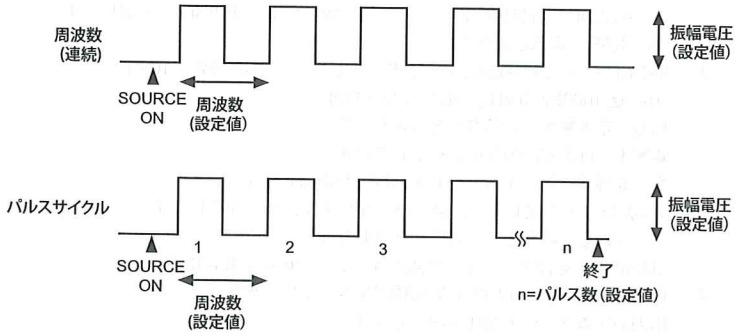 周波数
(連続)
振幅電圧
(設定値)
SOURCE
ON
周波数
(設定値)
パルスサイクル
振幅電圧
(設定値)
1
2
3
n
SOURCE
ON
終了
周波数
(設定値)
n=パルス数(設定値)